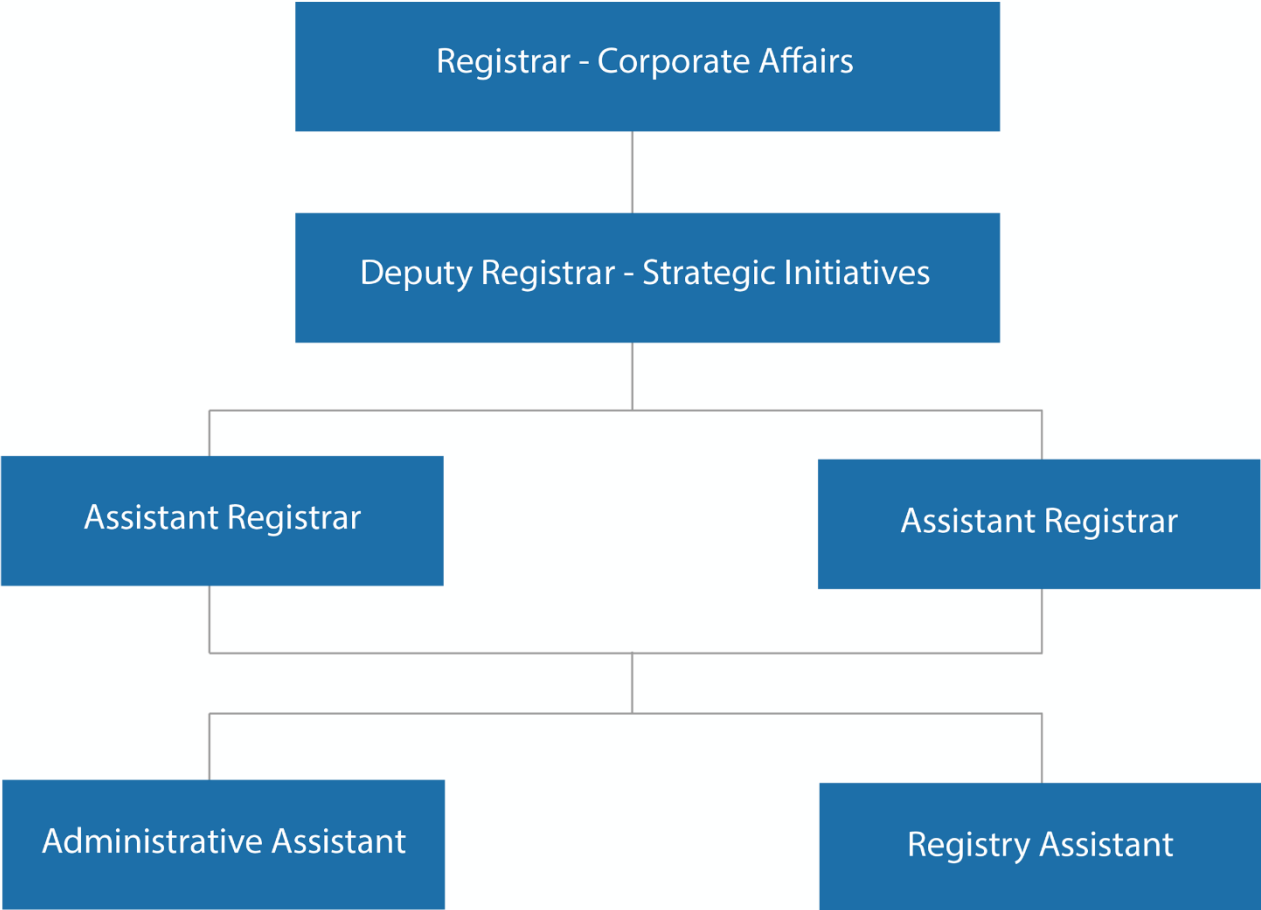 Registrar - Corporate Affairs
Deputy Registrar - Strategic Initiatives
Assistant Registrar
Assistant Registrar
Administrative Assistant
Registry Assistant